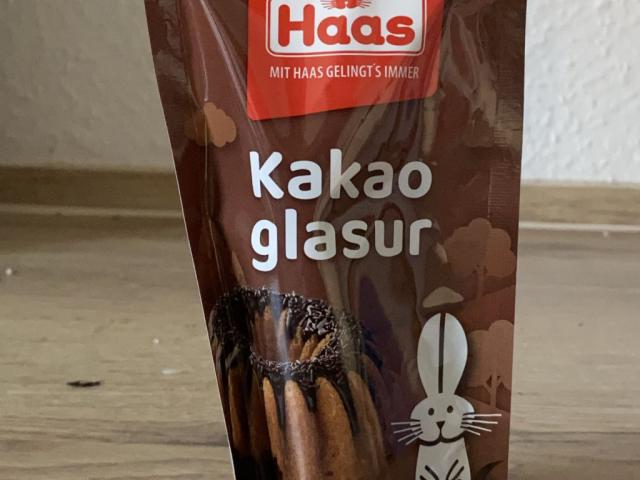 Haas
MIT HAAS GELINGT´S IMMER
Kakao
glasur